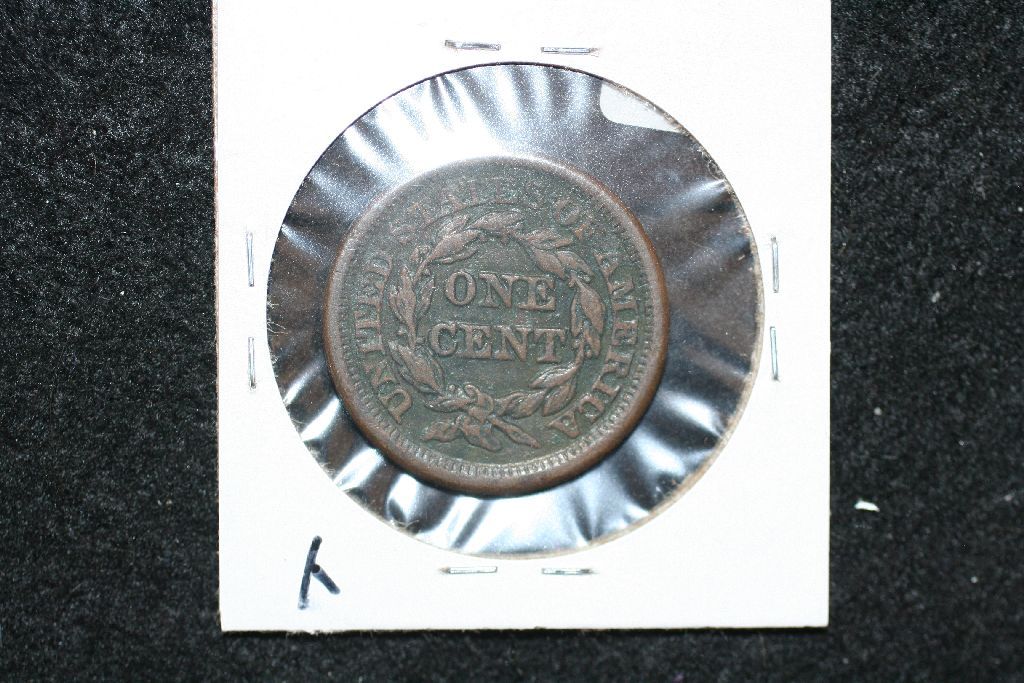 UNITED STATES OF AMERICA
ONE
CENT